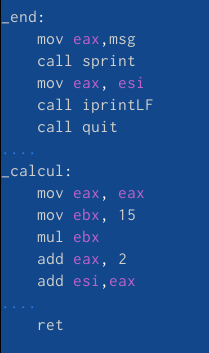 _end:
mov eax,msg
call sprint
mov eax, esi
call iprintLF
call quit
....
_calcul:
mov eax, eax
mov ebx, 15
mul ebx
add eax, 2
add esi,eax
....
ret